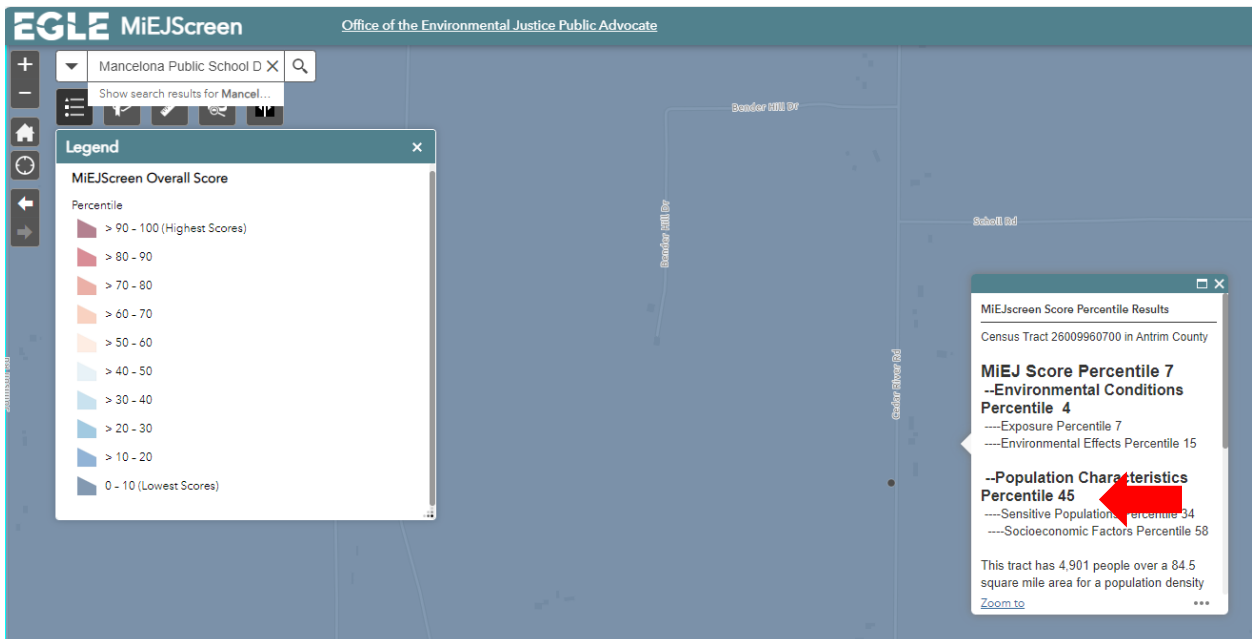 EGLE MiEJScreen
Office of the Environmental Justice Public Advocate
Mancelona Public School D
Show search results for Mancel...
Legend
MiEJScreen Overall Score
Percentile
> 90 - 100 (Highest Scores)
> 80 - 90
> 70 - 80
> 60 - 70
> 50 - 60
> 40 - 50
> 30 - 40
> 20 - 30
> 10 - 20
0 - 10 (Lowest Scores)
Bender Hill Dr
Bender Hill Dr
Scholl Rd
Cedar River Rd
MiEJscreen Score Percentile Results
Census Tract 26009960700 in Antrim County
MiEJ Score Percentile 7
--Environmental Conditions
Percentile 4
----Exposure Percentile 7
----Environmental Effects Percentile 15
--Population Characteristics
Percentile 45
----Sensitive Populations Percentile 34
----Socioeconomic Factors Percentile 58
This tract has 4,901 people over a 84.5
square mile area for a population density
Zoom to